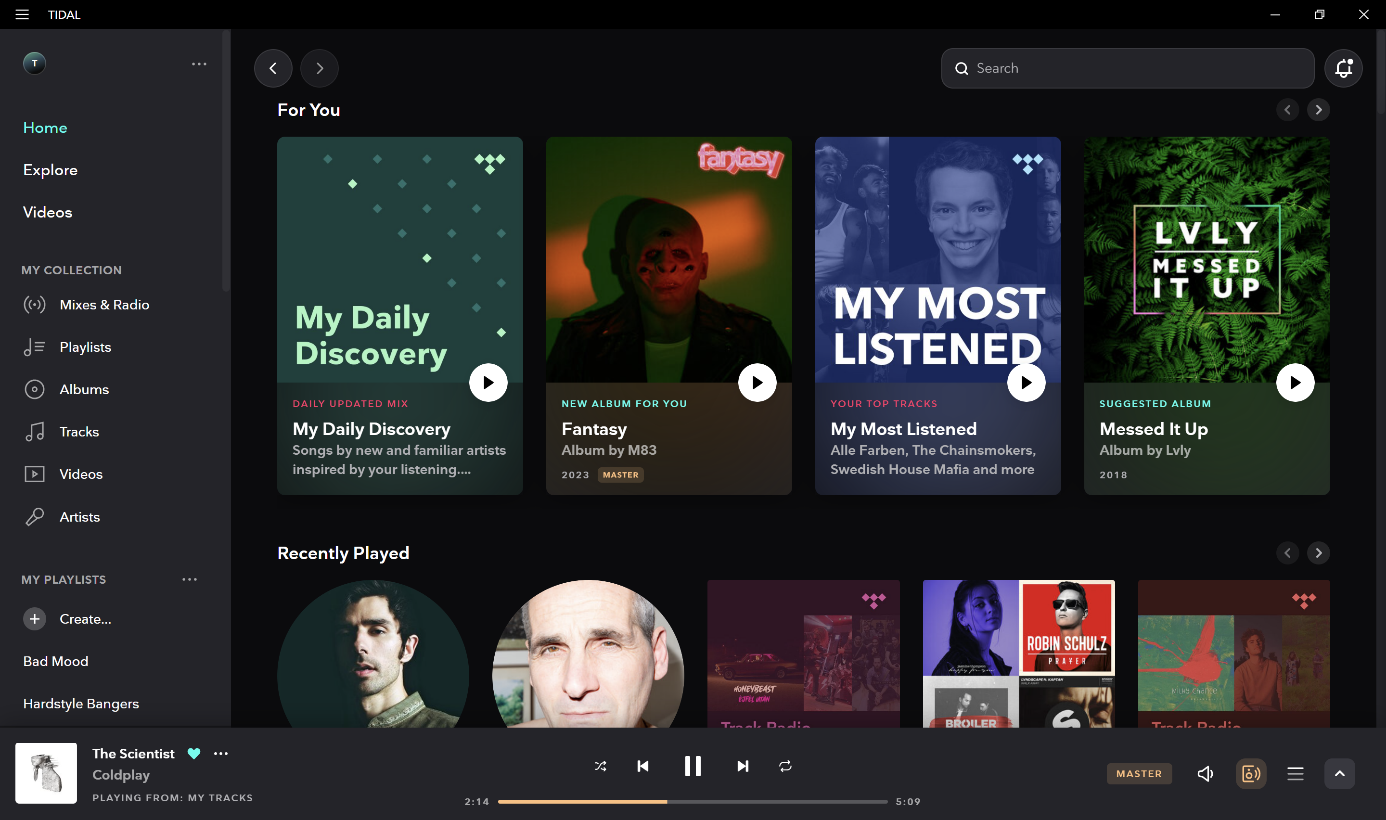 TIDAL
T
Search
Home
Explore
Videos
MY COLLECTION
Mixes & Radio
Playlists
Albums
Tracks
Videos
Artists
MY PLAYLISTS
Create...
Bad Mood
Hardstyle Bangers
For You
My Daily
Discovery
DAILY UPDATED MIX
My Daily Discovery
Songs by new and familiar artists
inspired by your listening....
fantasy
NEW ALBUM FOR YOU
Fantasy
Album by M83
2023 MASTER
MY MOST
LISTENED
YOUR TOP TRACKS
My Most Listened
Alle Farben, The Chainsmokers,
Swedish House Mafia and more
LVLY
MESSED
IT UP
SUGGESTED ALBUM
Messed It Up
Album by Lvly
2018
Recently Played
HONEYBEAST
Track Radio
ROBIN SCHULZ
PRAYER
BROILER
Track Radio
The Scientist
Coldplay
PLAYING FROM: MY TRACKS
2:14
5:09
MASTER